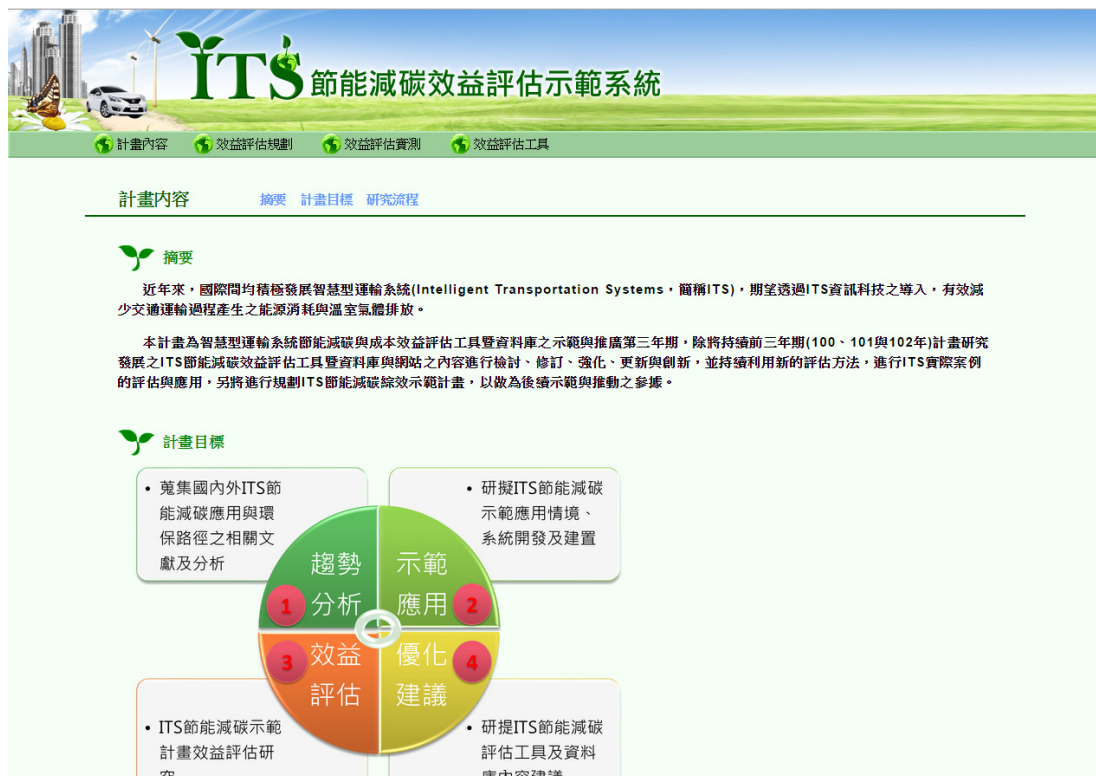 ITS節能減碳效益評估示範系統
計畫內容 效益評估規劃 效益評估實測 效益評估工具
計畫內容 摘要 計畫目標 研究流程
摘要
近年來，國際間均積極發展智慧型運輸系統(Intelligent Transportation Systems，簡稱ITS)，期望透過ITS資訊科技之導入，有效減
少交通運輸過程產生之能源消耗與溫室氣體排放。
本計畫為智慧型運輸系統節能減碳與成本效益評估工具暨資料庫之示範與推廣第三年期，除將持續前三年期(100、101與102年)計畫研究
發展之ITS節能減碳效益評估工具暨資料庫與網站之內容進行檢討、修訂、強化、更新與創新，並持續利用新的評估方法，進行ITS實際案例
的評估與應用，另將進行規劃ITS節能減碳綜效示範計畫，以做為後續示範與推動之參據。
計畫目標
• 蒐集國內外ITS節
能減碳應用與環
保路徑之相關文
獻及分析
• 研擬ITS節能減碳
示範應用情境、
系統開發及建置
趨勢
分析
1
示範
應用
2
效益
評估
3
優化
建議
4
• ITS節能減碳示範
計畫效益評估研
究
• 研提ITS節能減碳
評估工具及資料
庫內容建議